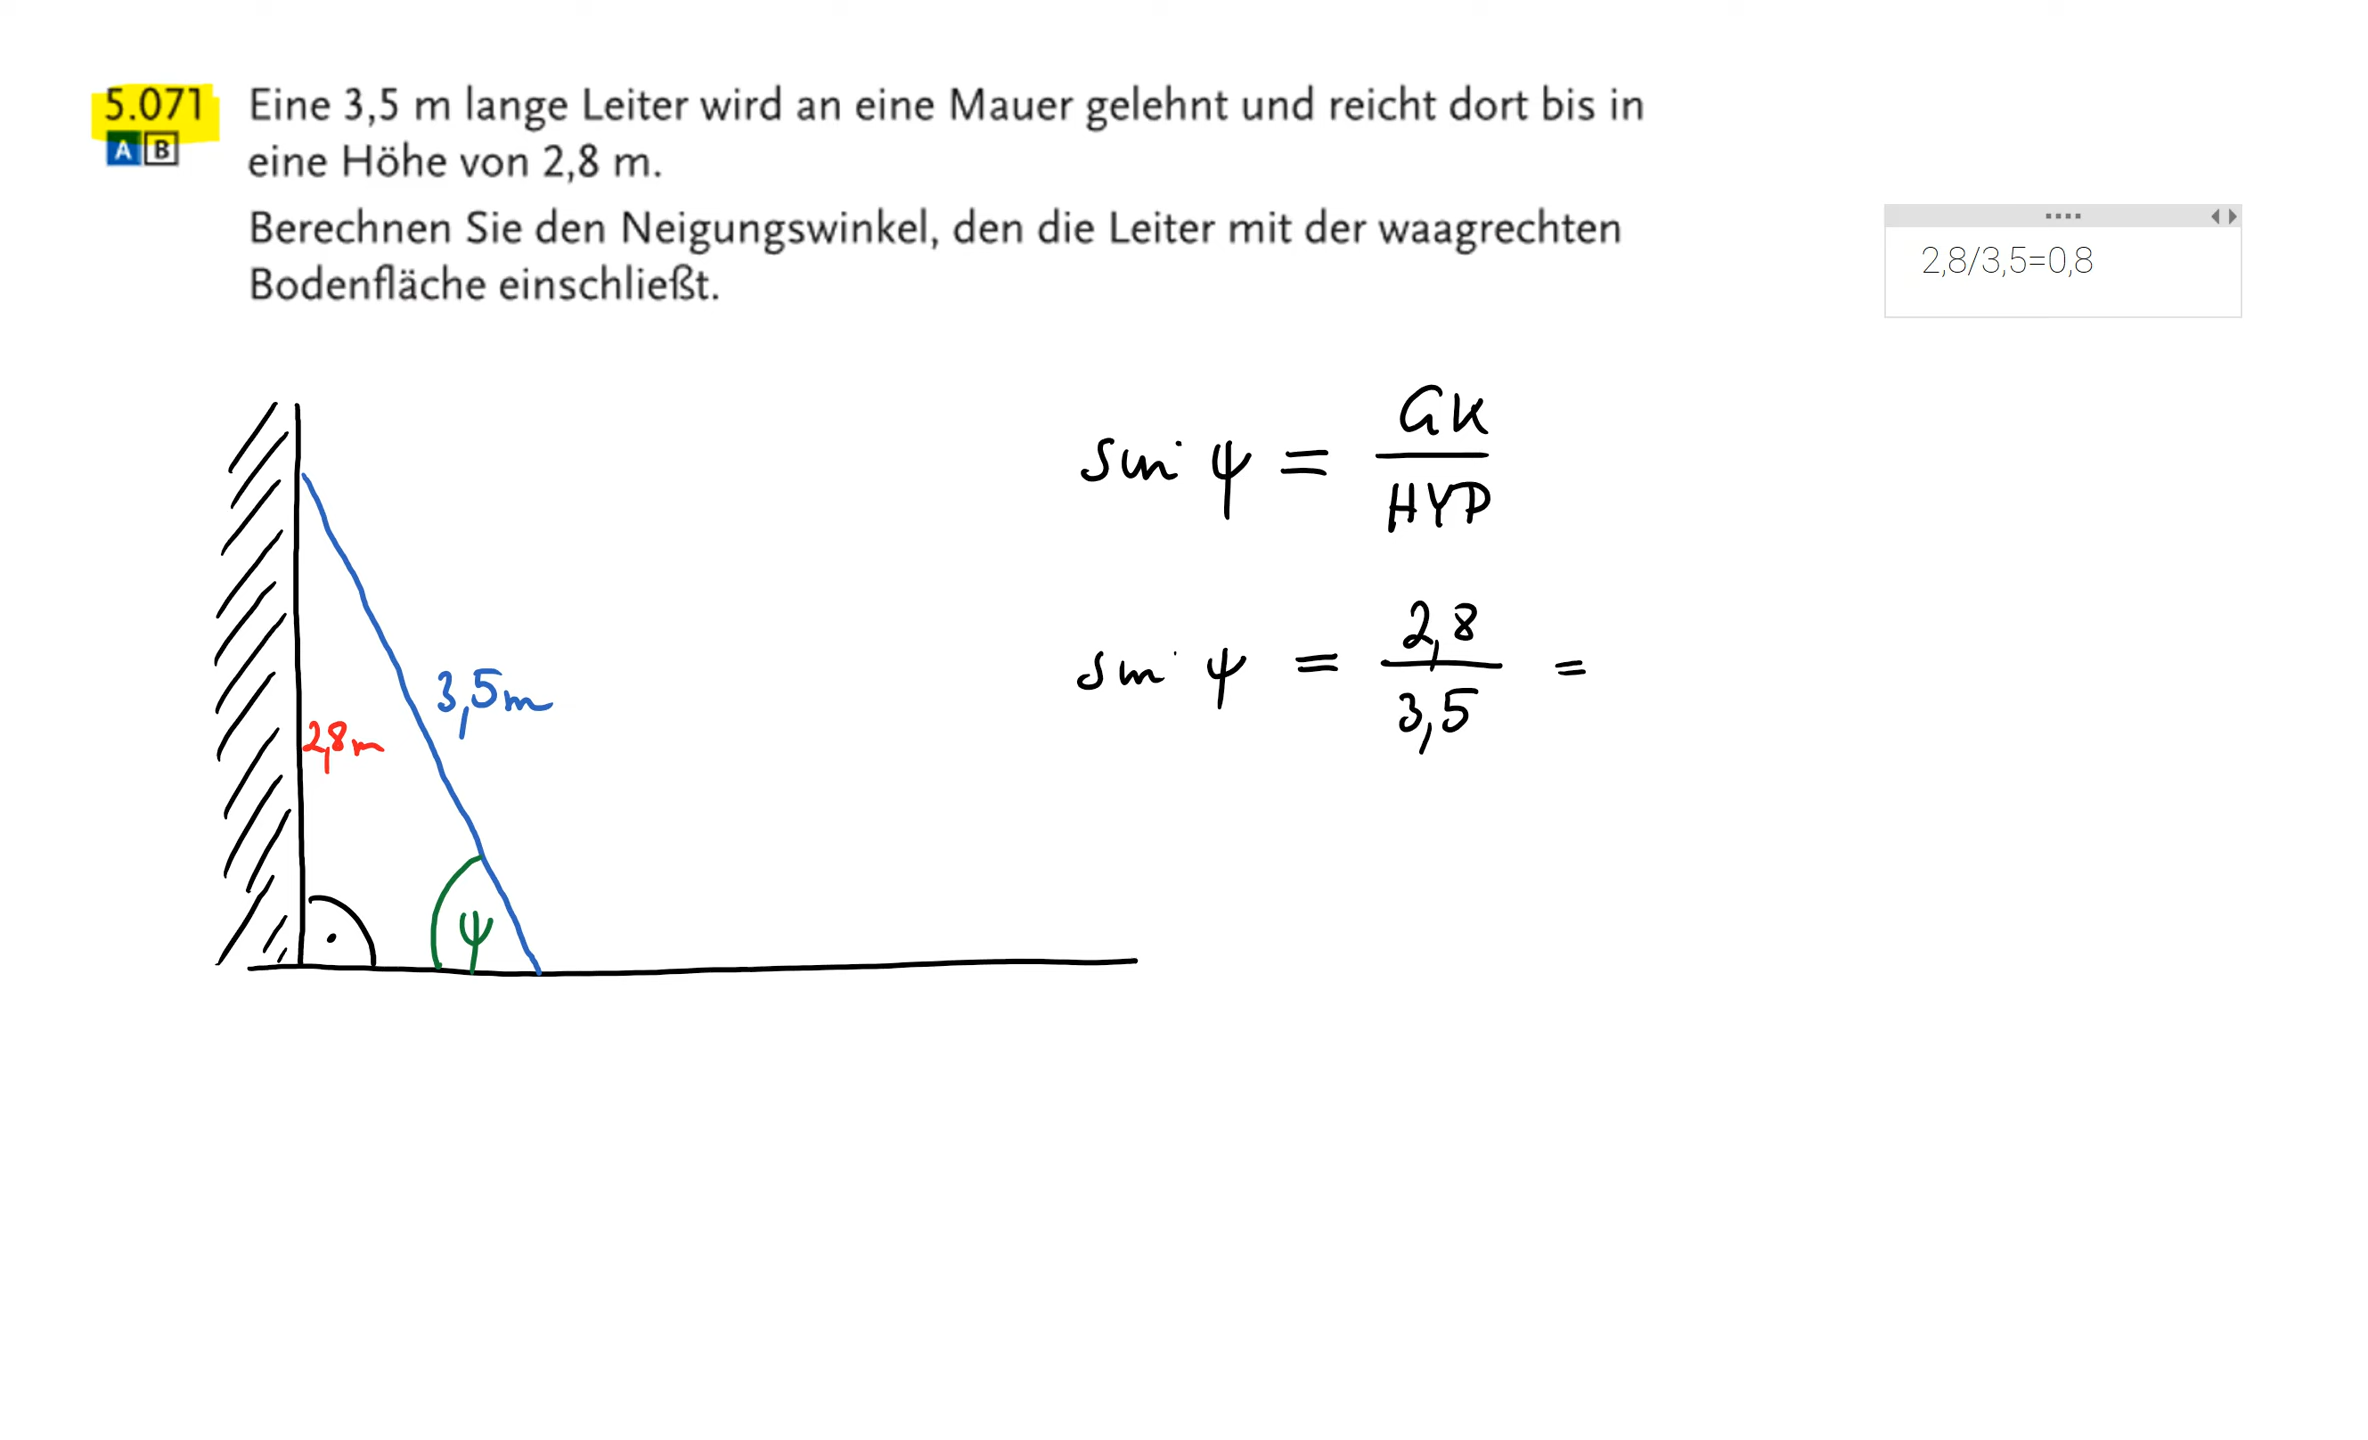 5.071 Eine 3,5 m lange Leiter wird an eine Mauer gelehnt und reicht dort bis in
A B eine Höhe von 2,8 m.
Berechnen Sie den Neigungswinkel, den die Leiter mit der waagrechten
Bodenfläche einschließt.
2,8/3,5=0,8
sin ψ = GK / HYP
sin ψ = 2,8 / 3,5 =
3,5m
2,8m
ψ